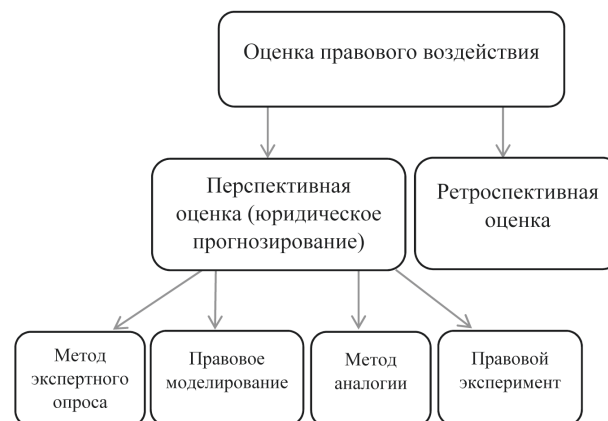 Оценка правового воздействия
Перспективная
оценка (юридическое
прогнозирование)
Ретроспективная
оценка
Метод
экспертного
опроса
Правовое
моделирование
Метод
аналогии
Правовой
эксперимент